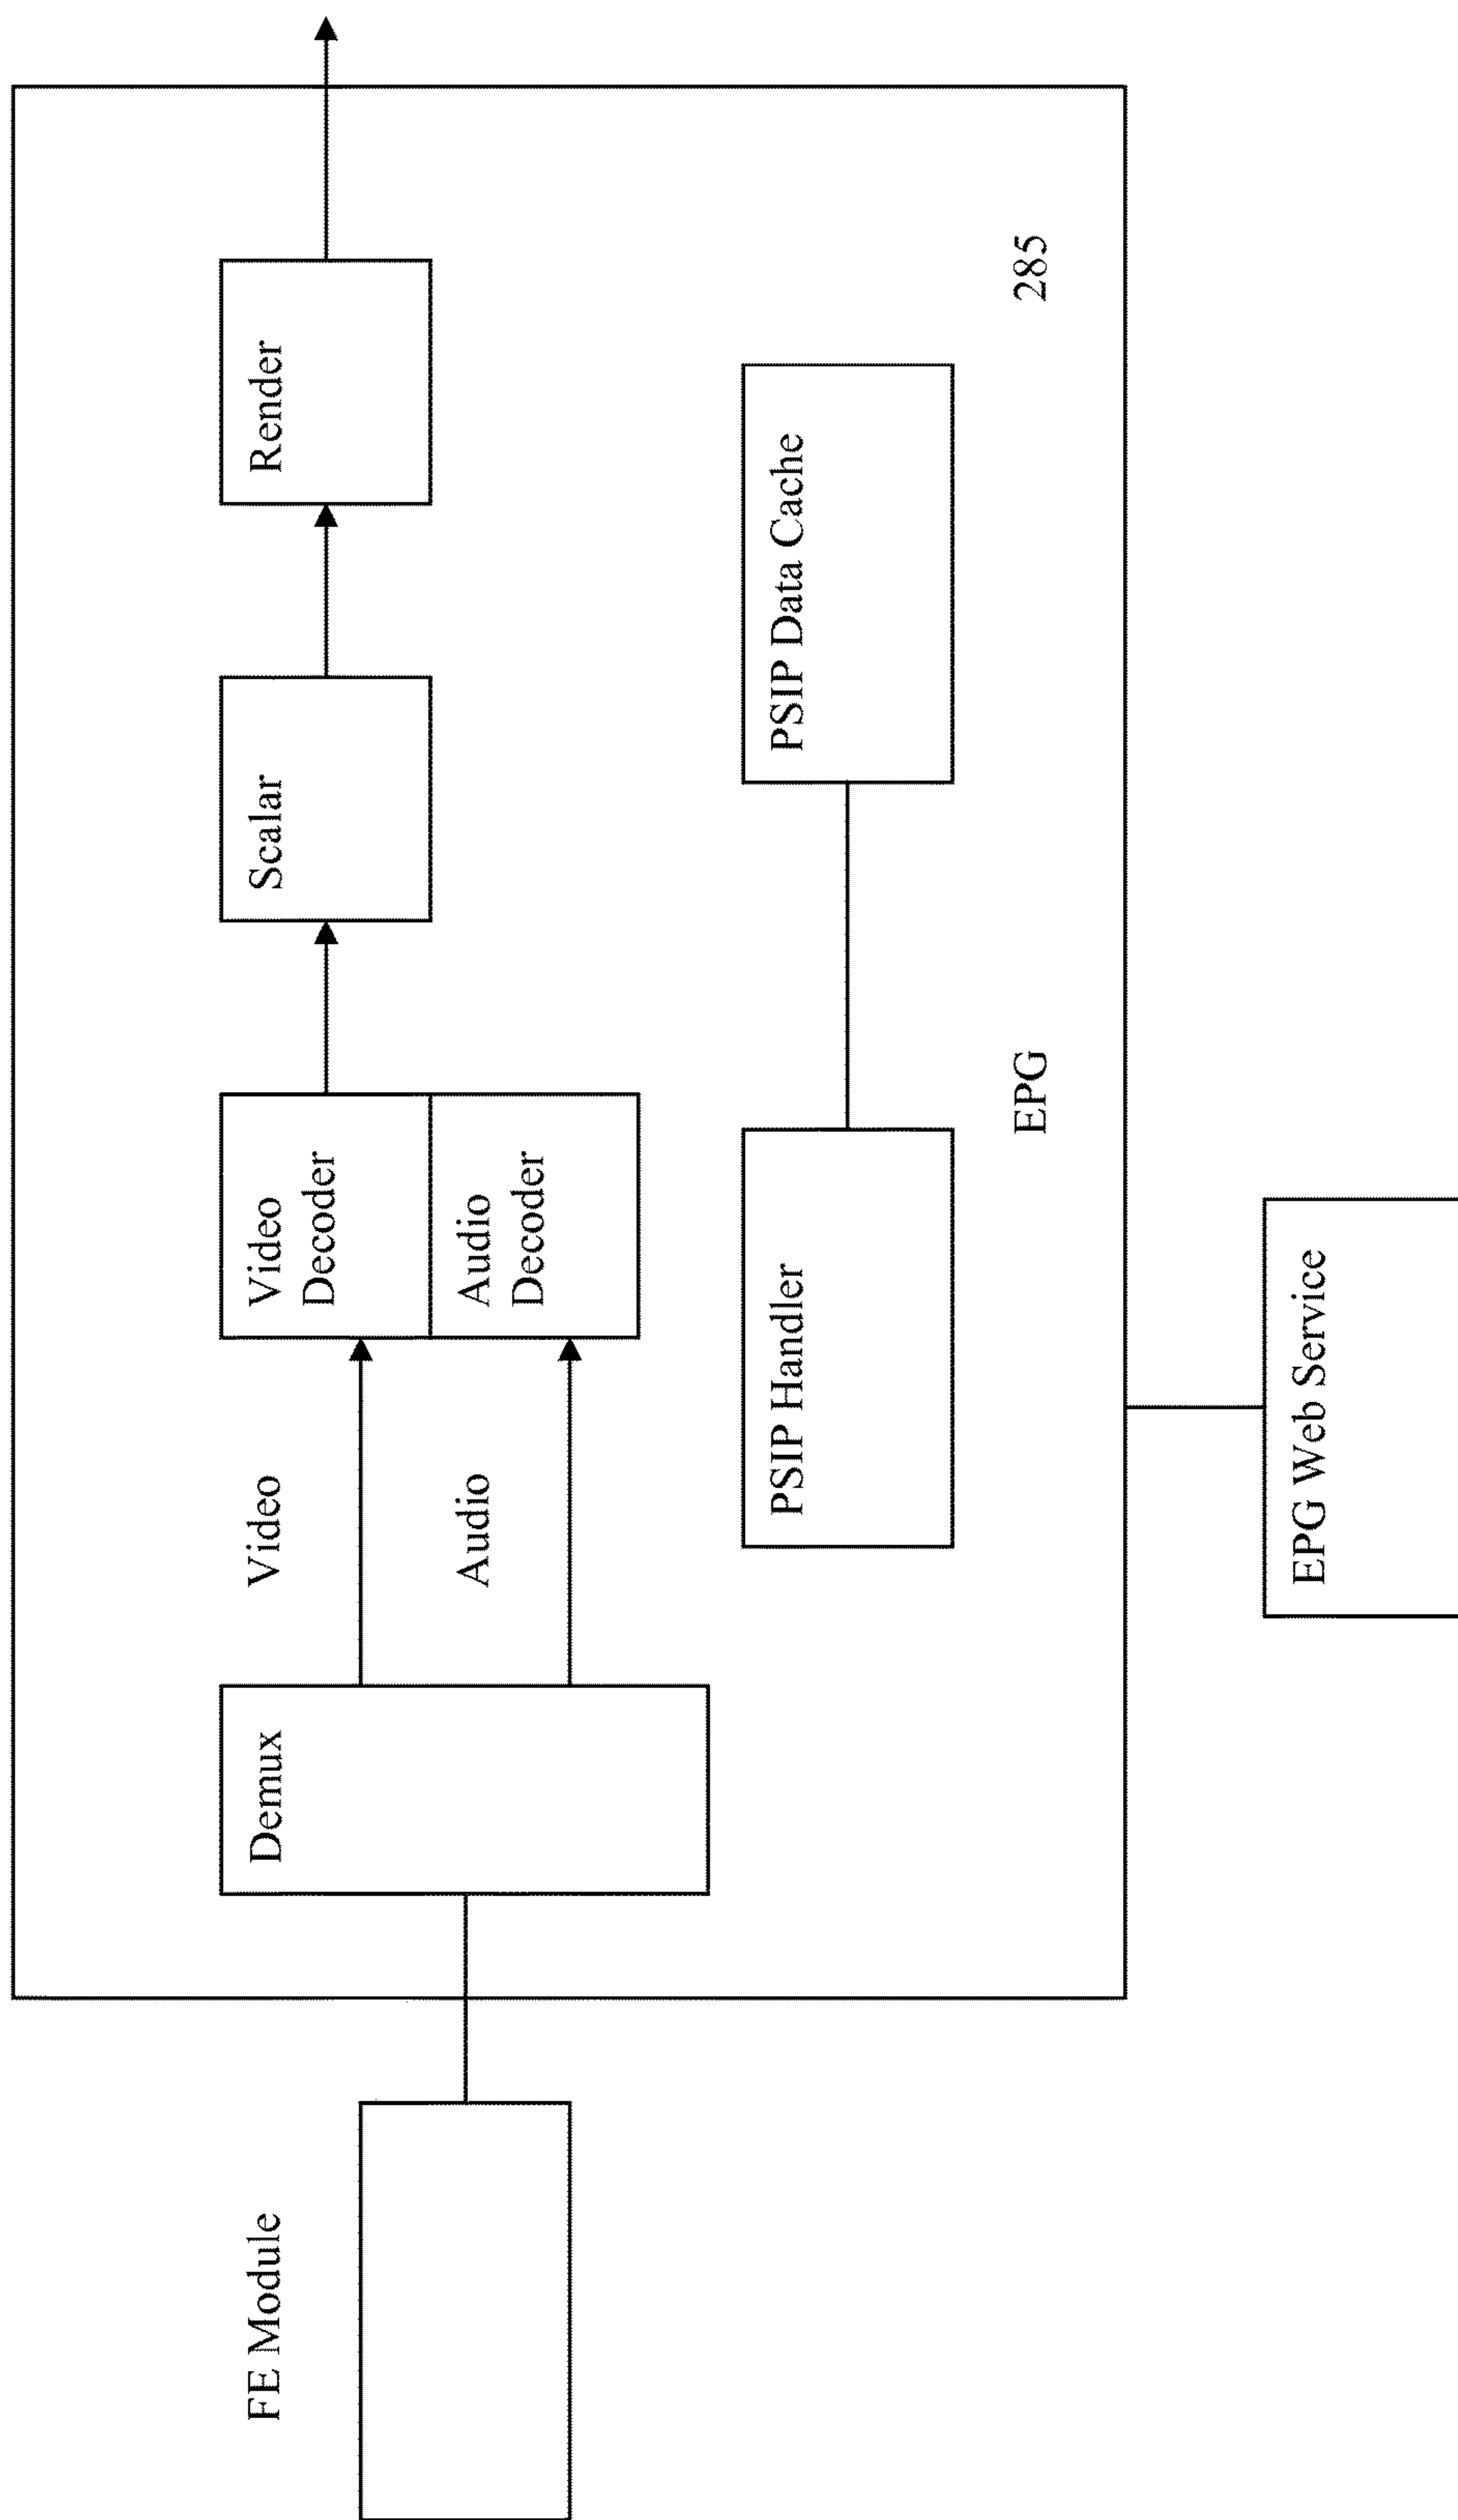 FE Module
Demux
Video
Audio
Video
Decoder
Audio
Decoder
Scalar
Render
PSIP Handler
PSIP Data Cache
EPG
285
EPG Web Service